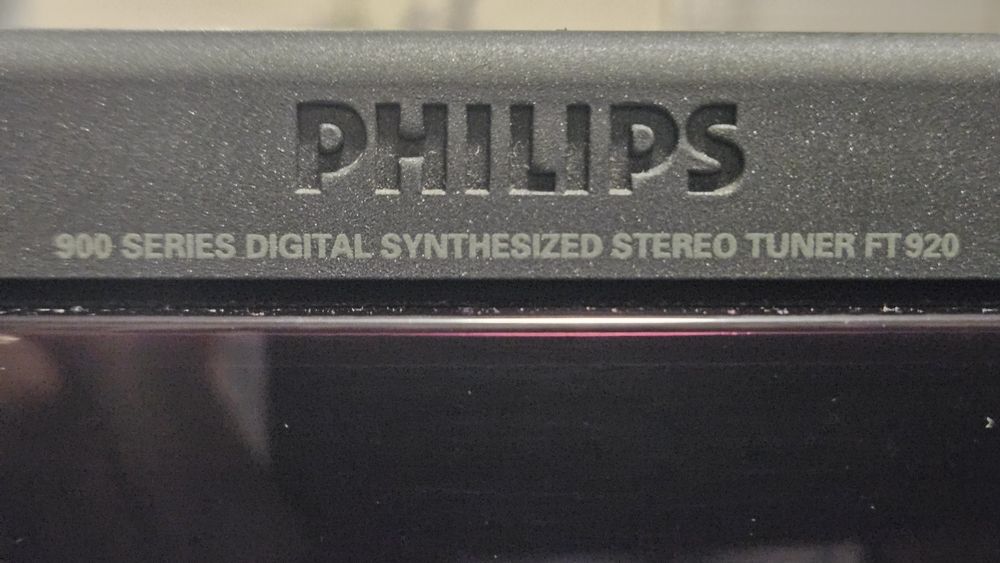 PHILIPS
900 SERIES DIGITAL SYNTHESIZED STEREO TUNER FT920